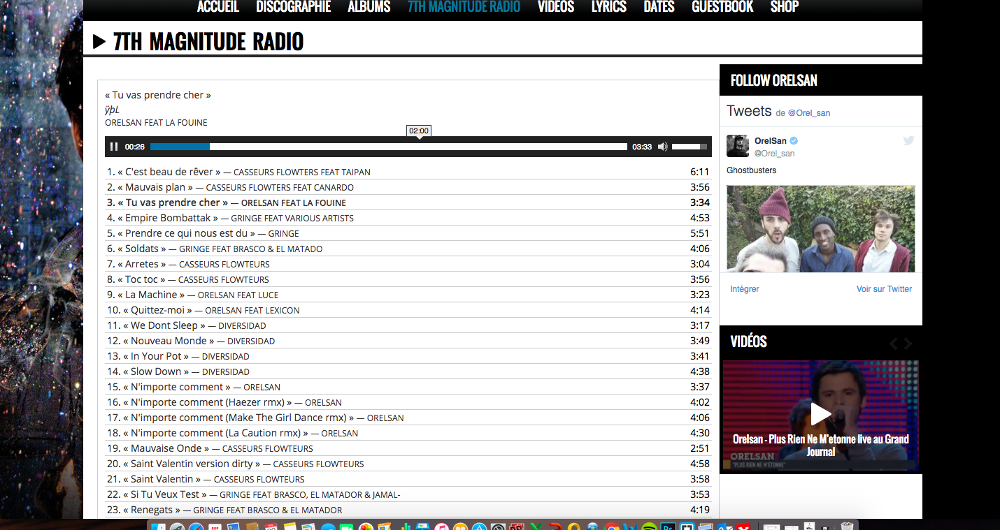 ACCUEIL DISCOGRAPHIE ALBUMS 7TH MAGNITUDE RADIO VIDEOS LYRICS DATES GUESTBOOK SHOP
7TH MAGNITUDE RADIO
« Tu vas prendre cher »
ÿþL
ORELSAN FEAT LA FOUINE
02:00
00:26 03:33
1. « C'est beau de rêver » — CASSEURS FLOWTERS FEAT TAIPAN 6:11
2. « Mauvais plan » — CASSEURS FLOWTERS FEAT CANARDO 3:56
3. « Tu vas prendre cher » — ORELSAN FEAT LA FOUINE 3:34
4. « Empire Bombattak » — GRINGE FEAT VARIOUS ARTISTS 4:53
5. « Prendre ce qui nous est du » — GRINGE 5:51
6. « Soldats » — GRINGE FEAT BRASCO & EL MATADO 4:06
7. « Arretes » — CASSEURS FLOWTEURS 3:04
8. « Toc toc » — CASSEURS FLOWTEURS 3:56
9. « La Machine » — ORELSAN FEAT LUCE 3:23
10. « Quittez-moi » — ORELSAN FEAT LEXICON 4:14
11. « We Dont Sleep » — DIVERSIDAD 3:17
12. « Nouveau Monde » — DIVERSIDAD 3:49
13. « In Your Pot » — DIVERSIDAD 3:41
14. « Slow Down » — DIVERSIDAD 4:38
15. « N'importe comment » — ORELSAN 3:37
16. « N'importe comment (Haezer rmx) » — ORELSAN 4:02
17. « N'importe comment (Make The Girl Dance rmx) » — ORELSAN 4:06
18. « N'importe comment (La Caution rmx) » — ORELSAN 4:30
19. « Mauvaise Onde » — CASSEURS FLOWTEURS 2:51
20. « Saint Valentin version dirty » — CASSEURS FLOWTEURS 4:58
21. « Saint Valentin » — CASSEURS FLOWTEURS 3:58
22. « Si Tu Veux Test » — GRINGE FEAT BRASCO, EL MATADOR & JAMAL- 3:53
23. « Renegats » — GRINGE FEAT BRASCO & EL MATADOR 4:19
FOLLOW ORELSAN
Tweets de @Orel_san
OrelSan
@Orel_san
Ghostbusters
Intégrer Voir sur Twitter
VIDÉOS
Orelsan - Plus Rien Ne M'etonne live au Grand
Journal
ORELSAN
"PLUS RIEN NE M'ÉTONNE"
Ps